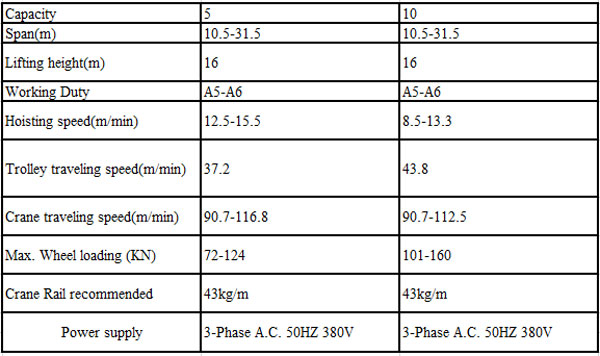 Capacity 5 10
Span(m) 10.5-31.5 10.5-31.5
Lifting height(m) 16 16
Working Duty A5-A6 A5-A6
Hoisting speed(m/min) 12.5-15.5 8.5-13.3
Trolley traveling speed(m/min) 37.2 43.8
Crane traveling speed(m/min) 90.7-116.8 90.7-112.5
Max. Wheel loading (KN) 72-124 101-160
Crane Rail recommended 43kg/m 43kg/m
Power supply 3-Phase A.C. 50HZ 380V 3-Phase A.C. 50HZ 380V